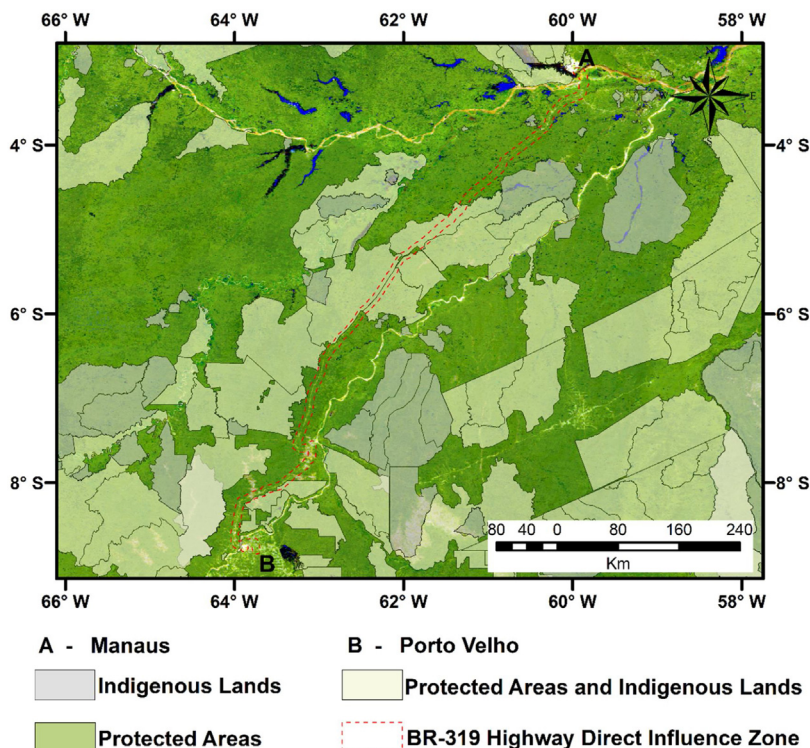 66° W 64° W 62° W 60° W 58° W
A
E
S
4° S 4° S
6° S 6° S
8° S 8° S
80 40 0 80 160 240
Km
B
66° W 64° W 62° W 60° W 58° W
A - Manaus B - Porto Velho
Indigenous Lands Protected Areas and Indigenous Lands
Protected Areas BR-319 Highway Direct Influence Zone